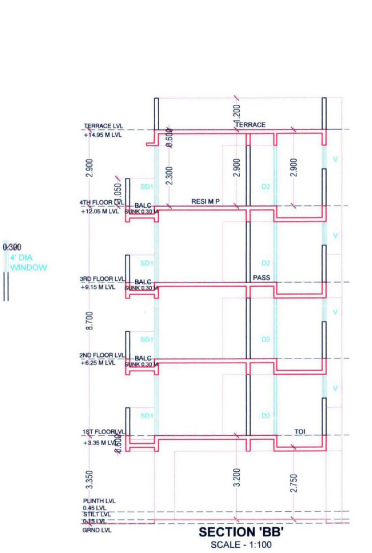 1.200
TERRACE LVL
+14.95 M LVL
TERRACE
0.600
2.900
2.300
2.900
2.900
V
1.050
SD1
D2
4TH FLOOR LVL
+12.05 M LVL
BALC
SUNK 0.30 M
RESI M P
V
0.300
4' DIA
WINDOW
SD1
D2
3RD FLOOR LVL
+9.15 M LVL
BALC
SUNK 0.30 M
PASS
V
8.700
SD1
D2
2ND FLOOR LVL
+6.25 M LVL
BALC
SUNK 0.30 M
V
SD1
D2
1ST FLOOR LVL
+3.35 M LVL
0.600
TOI
3.350
3.200
2.750
PLINTH LVL
0.45 LVL
STILT LVL
0.15 LVL
GRND LVL
SECTION 'BB'
SCALE - 1:100